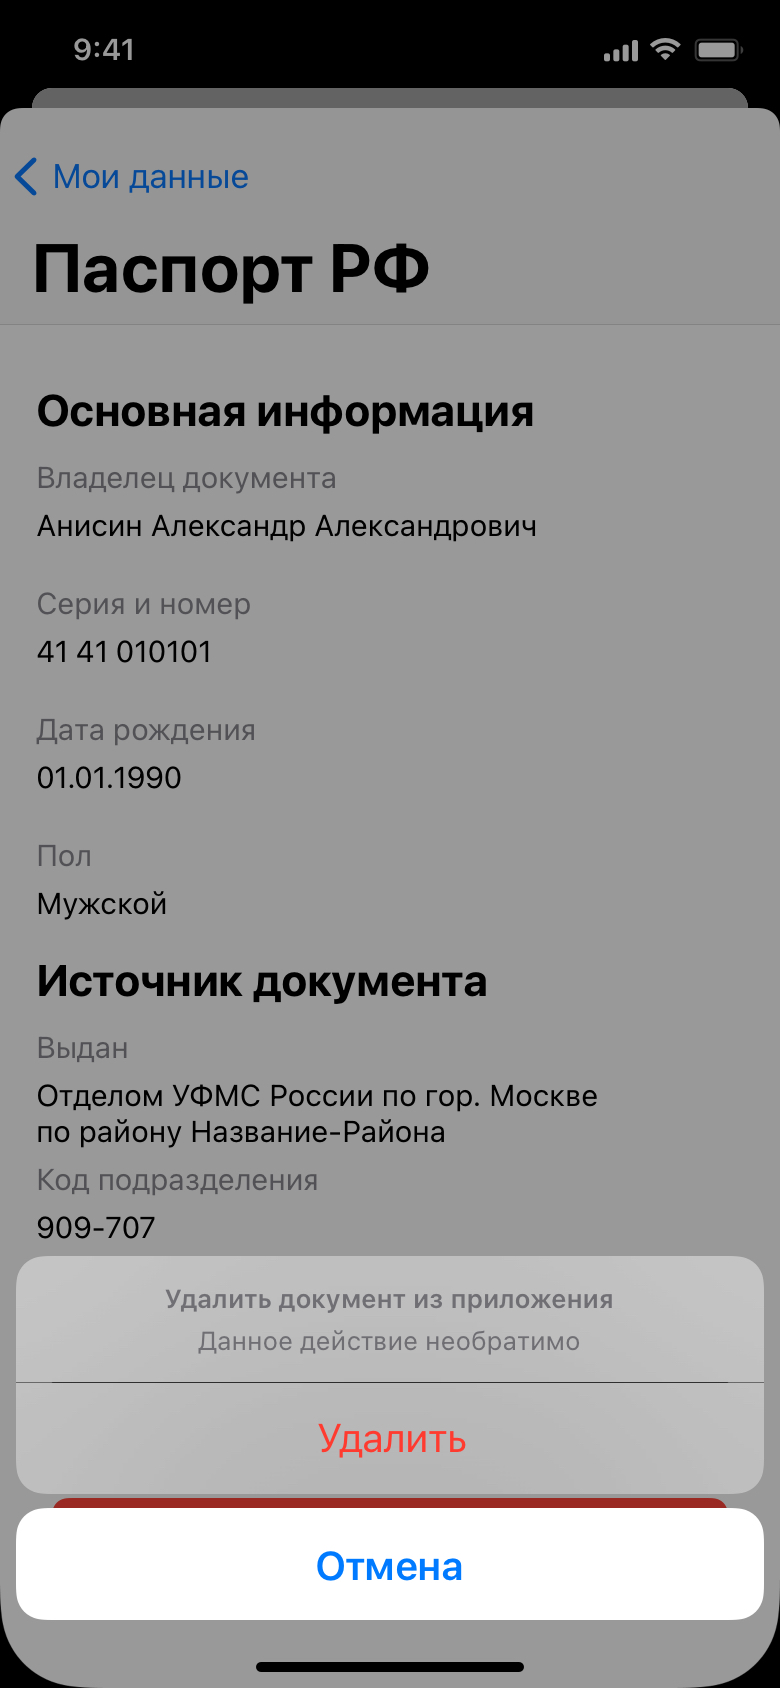 9:41
Мои данные
Паспорт РФ
Основная информация
Владелец документа
Анисин Александр Александрович
Серия и номер
41 41 010101
Дата рождения
01.01.1990
Пол
Мужской
Источник документа
Выдан
Отделом УФМС России по гор. Москве
по району Название-Района
Код подразделения
909-707
Удалить документ из приложения
Данное действие необратимо
Удалить
Отмена